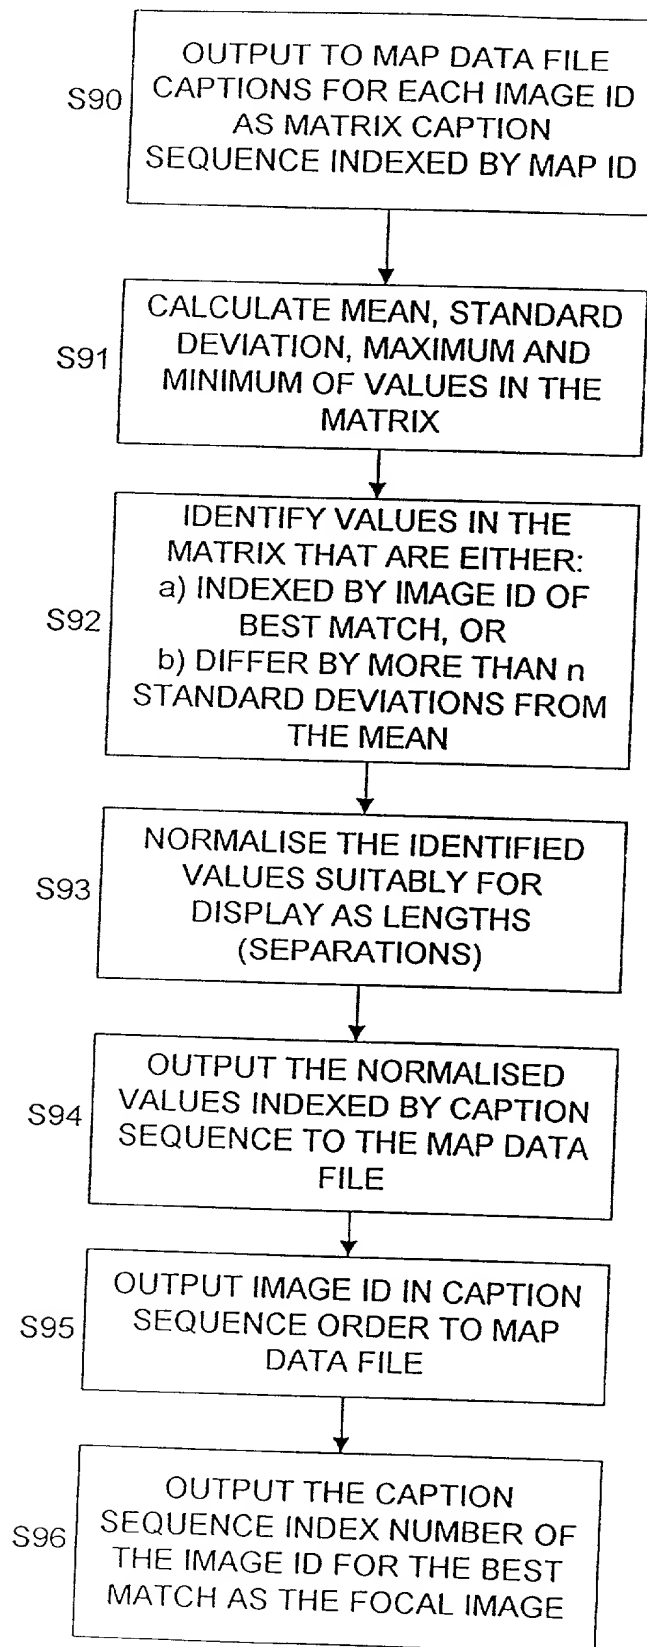 S90
OUTPUT TO MAP DATA FILE
CAPTIONS FOR EACH IMAGE ID
AS MATRIX CAPTION
SEQUENCE INDEXED BY MAP ID
S91
CALCULATE MEAN, STANDARD
DEVIATION, MAXIMUM AND
MINIMUM OF VALUES IN THE
MATRIX
S92
IDENTIFY VALUES IN THE
MATRIX THAT ARE EITHER:
a) INDEXED BY IMAGE ID OF
BEST MATCH, OR
b) DIFFER BY MORE THAN n
STANDARD DEVIATIONS FROM
THE MEAN
S93
NORMALISE THE IDENTIFIED
VALUES SUITABLY FOR
DISPLAY AS LENGTHS
(SEPARATIONS)
S94
OUTPUT THE NORMALISED
VALUES INDEXED BY CAPTION
SEQUENCE TO THE MAP DATA
FILE
S95
OUTPUT IMAGE ID IN CAPTION
SEQUENCE ORDER TO MAP
DATA FILE
S96
OUTPUT THE CAPTION
SEQUENCE INDEX NUMBER OF
THE IMAGE ID FOR THE BEST
MATCH AS THE FOCAL IMAGE